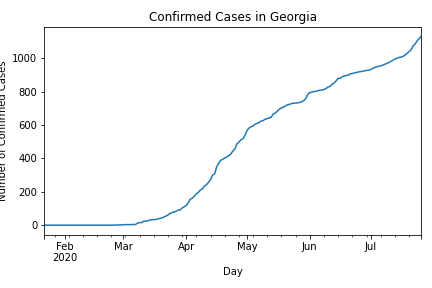 Confirmed Cases in Georgia
Number of Confirmed Cases
1000
800
600
400
200
0
Feb
2020
Mar
Apr
May
Jun
Jul
Day